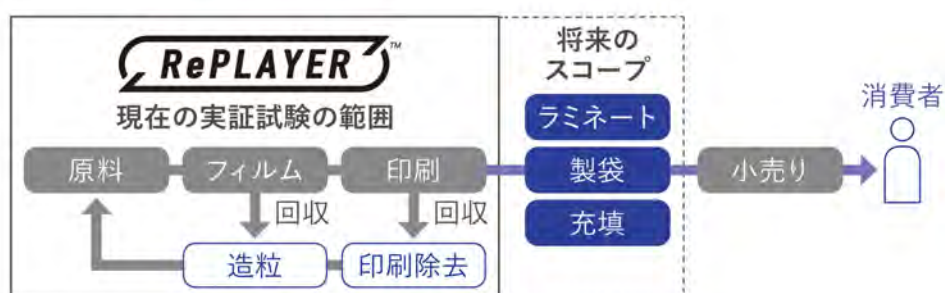 RePLAYER™
現在の実証試験の範囲
将来の
スコープ
消費者
ラミネート
原料
フィルム
印刷
製袋
小売り
充填
回収
回収
造粒
印刷除去